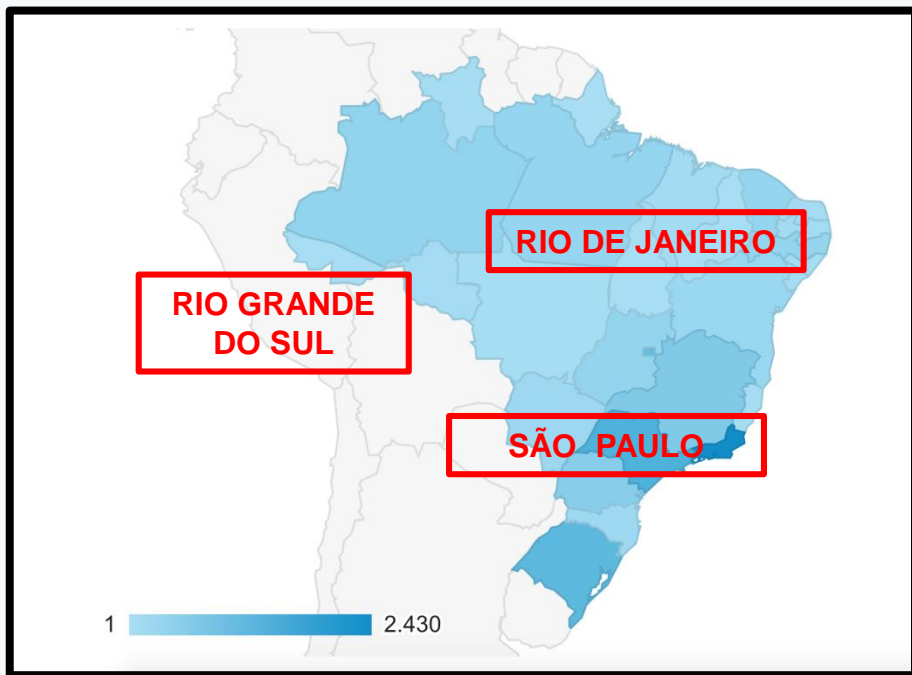 RIO DE JANEIRO
RIO GRANDE
DO SUL
SÃO PAULO
1
2.430